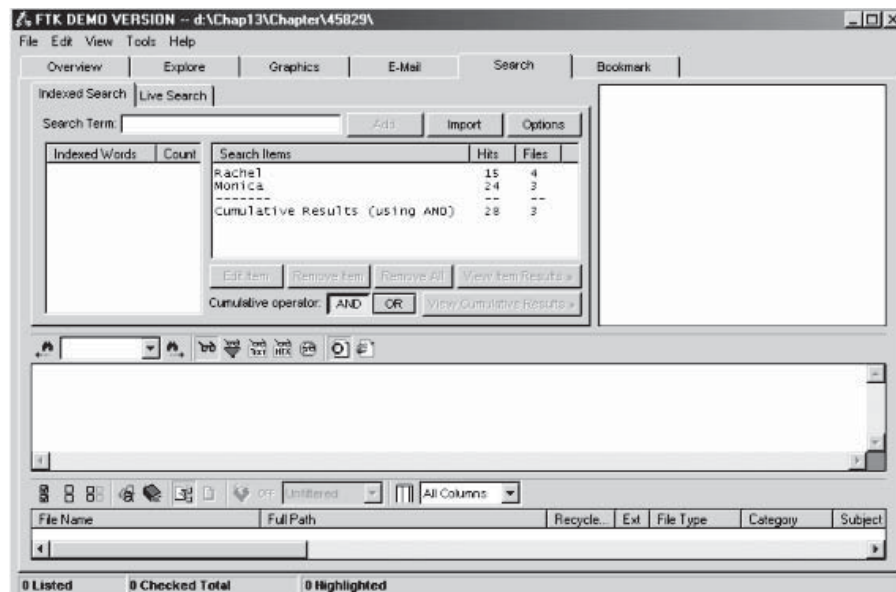 FTK DEMO VERSION -- d:\Chap13\Chapter\45829\
File Edit View Tools Help
Overview Explore Graphics E-Mail Search Bookmark
Indexed Search Live Search
Search Term: Add Import Options
Indexed Words Count Search Items Hits Files
Rachel 15 4
Monica 24 3
------- -- --
Cumulative Results (using AND) 28 3
Edit Item Remove Item Remove All View Item Results »
Cumulative operator: AND OR View Cumulative Results »
Text HEX
OFF Unfiltered All Columns
File Name Full Path Recycle... Ext File Type Category Subject
0 Listed 0 Checked Total 0 Highlighted